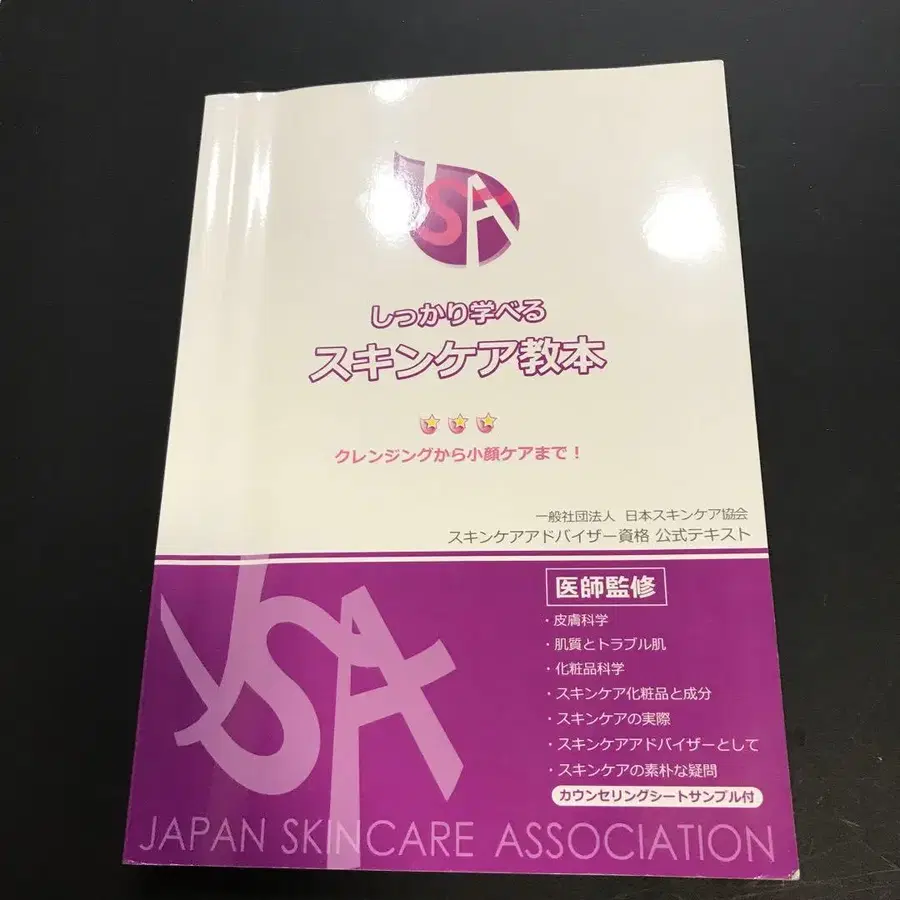 JSA
しっかり学べる
スキンケア教本
クレンジングから小顔ケアまで！
一般社団法人 日本スキンケア協会
スキンケアアドバイザー資格 公式テキスト
JSA
医師監修
・皮膚科学
・肌質とトラブル肌
・化粧品科学
・スキンケア化粧品と成分
・スキンケアの実際
・スキンケアアドバイザーとして
・スキンケアの素朴な疑問
カウンセリングシートサンプル付
JAPAN SKINCARE ASSOCIATION